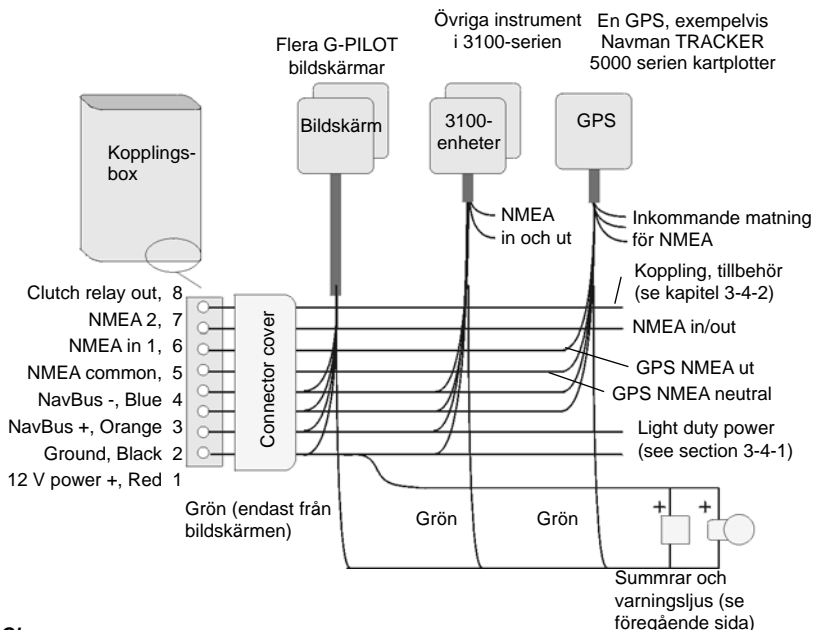 Flera G-PILOT
bildskärmar
Övriga instrument
i 3100-serien
En GPS, exempelvis
Navman TRACKER
5000 serien kartplotter
Kopplings-
box
Bildskärm
3100-
enheter
GPS
NMEA
in och ut
Inkommande matning
för NMEA
Koppling, tillbehör
(se kapitel 3-4-2)
NMEA in/out
GPS NMEA ut
GPS NMEA neutral
Light duty power
(see section 3-4-1)
Clutch relay out, 8
NMEA 2, 7
NMEA in 1, 6
NMEA common, 5
NavBus -, Blue 4
NavBus +, Orange 3
Ground, Black 2
12 V power +, Red 1
Connector cover
Grön (endast från
bildskärmen)
Grön
Grön
+
+
Summrar och
varningsljus (se
föregående sida)